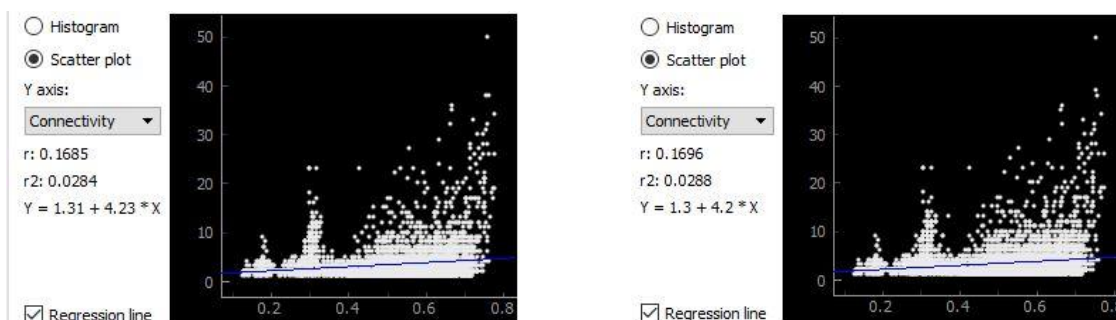 Histogram
Scatter plot
Y axis:
Connectivity
r: 0.1685
r2: 0.0284
Y = 1.31 + 4.23 * X
Regression line
50
40
30
20
10
0
0.2 0.4 0.6 0.8
Histogram
Scatter plot
Y axis:
Connectivity
r: 0.1696
r2: 0.0288
Y = 1.3 + 4.2 * X
Regression line
50
40
30
20
10
0
0.2 0.4 0.6